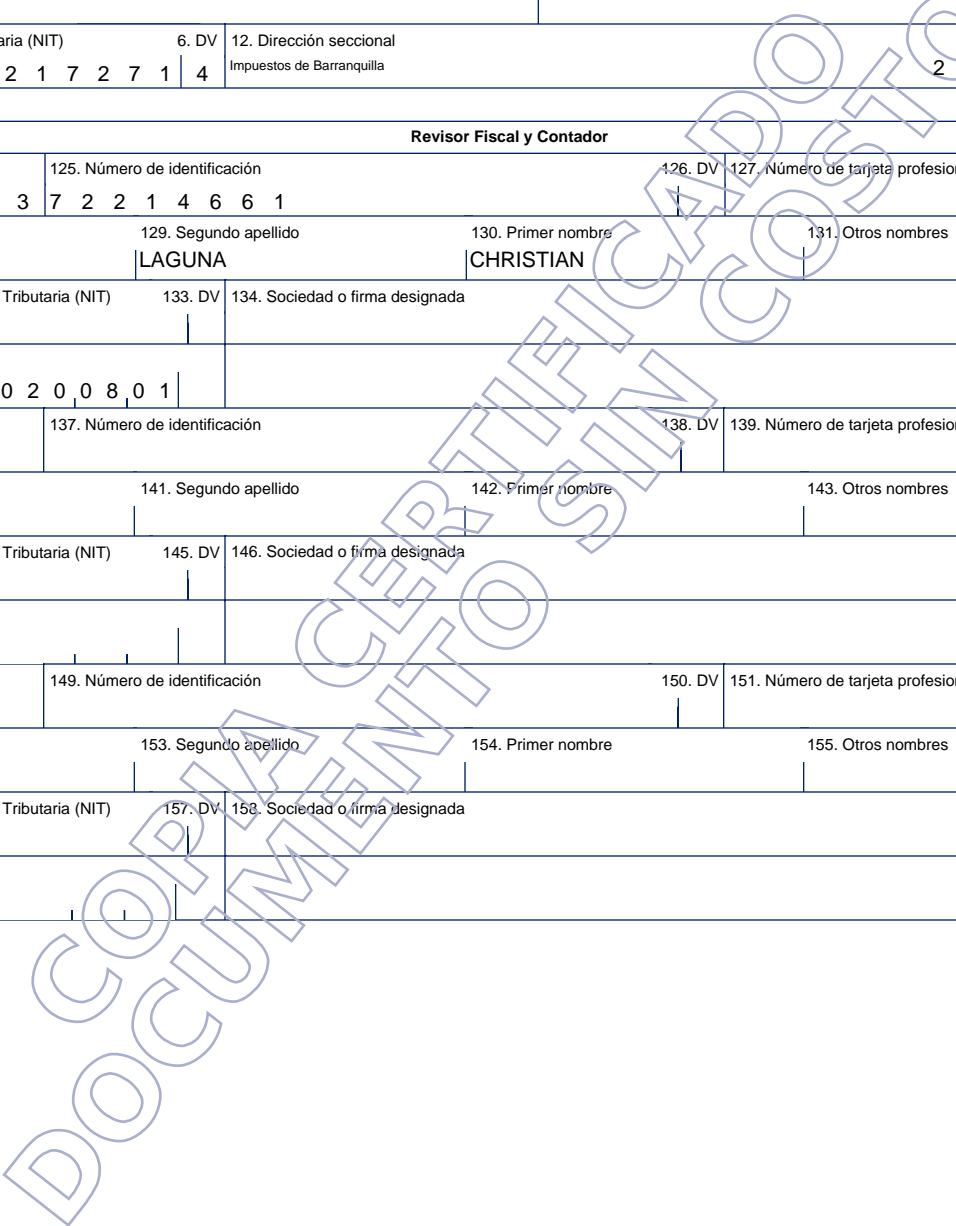 aria (NIT) 6. DV 12. Dirección seccional
2 1 7 2 7 1 4 Impuestos de Barranquilla 2
Revisor Fiscal y Contador
125. Número de identificación 126. DV 127. Número de tarjeta profesion
3 7 2 2 1 4 6 6 1
129. Segundo apellido 130. Primer nombre 131. Otros nombres
LAGUNA CHRISTIAN
Tributaria (NIT) 133. DV 134. Sociedad o firma designada
0 2 0 0 8 0 1
137. Número de identificación 138. DV 139. Número de tarjeta profesion
141. Segundo apellido 142. Primer nombre 143. Otros nombres
Tributaria (NIT) 145. DV 146. Sociedad o firma designada
149. Número de identificación 150. DV 151. Número de tarjeta profesion
153. Segundo apellido 154. Primer nombre 155. Otros nombres
Tributaria (NIT) 157. DV 158. Sociedad o firma designada
COPIA CERTIFICADO
DOCUMENTO SIN COSTO